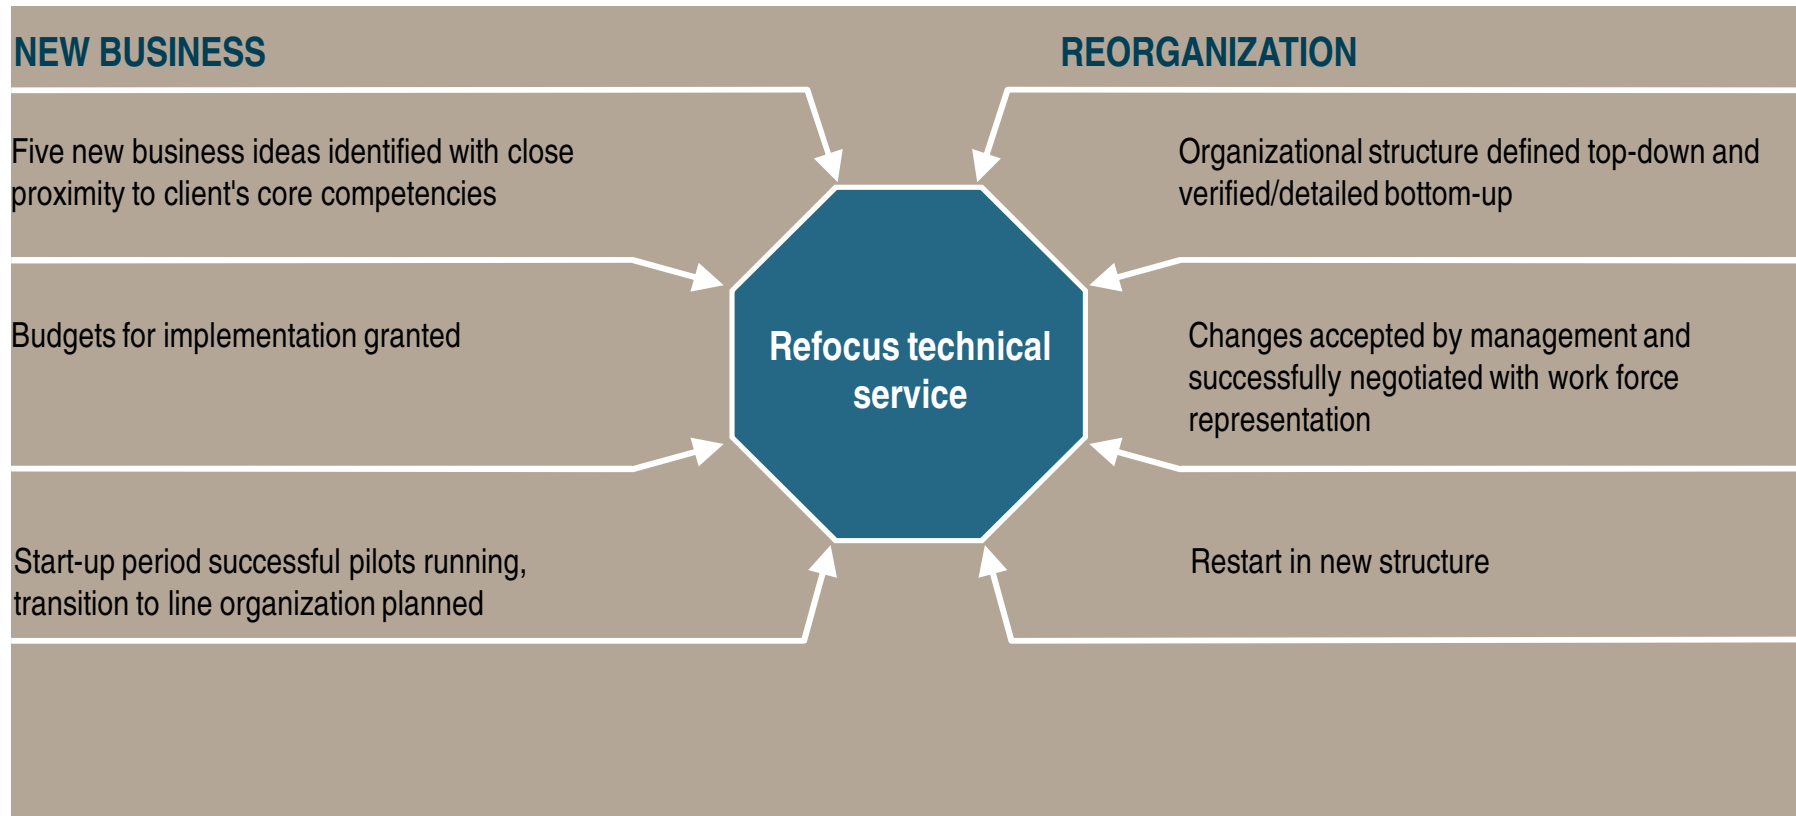 NEW BUSINESS
Five new business ideas identified with close
proximity to client's core competencies
Budgets for implementation granted
Start-up period successful pilots running,
transition to line organization planned
Refocus technical
service
REORGANIZATION
Organizational structure defined top-down and
verified/detailed bottom-up
Changes accepted by management and
successfully negotiated with work force
representation
Restart in new structure